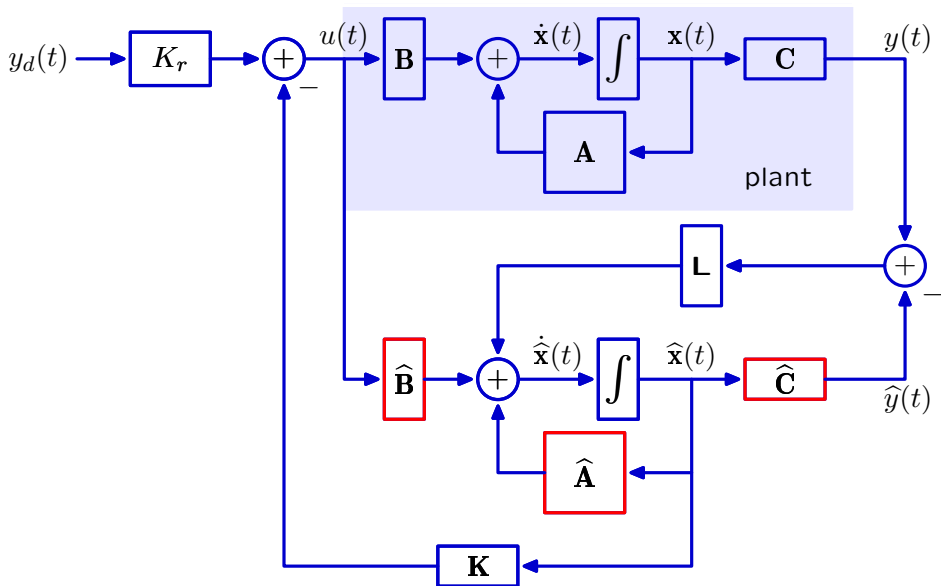 y_d(t) K_r + − u(t) B + ẋ(t) ∫ x(t) C y(t)
A
plant
L + −
B̂ + x̂̇(t) ∫ x̂(t) Ĉ ŷ(t)
Â
K